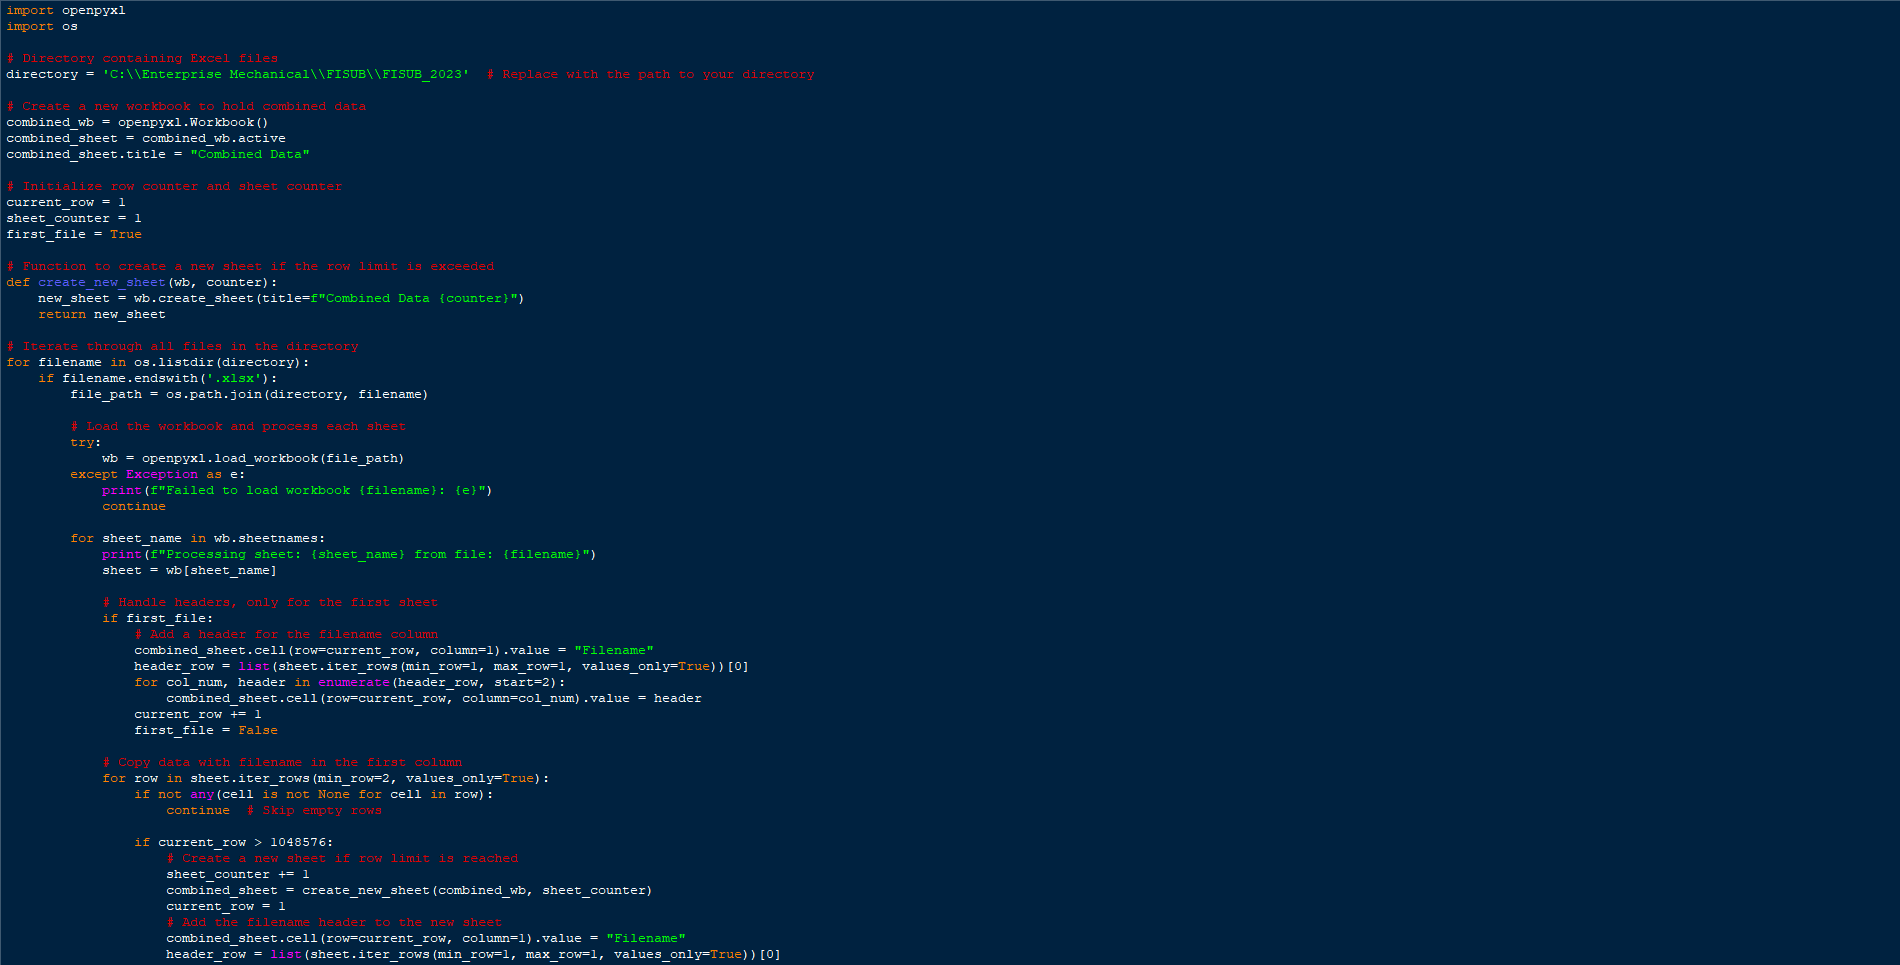 import openpyxl
import os
# Directory containing Excel files
directory = 'C:\\Enterprise Mechanical\\FISUB\\FISUB_2023'  # Replace with the path to your directory
# Create a new workbook to hold combined data
combined_wb = openpyxl.Workbook()
combined_sheet = combined_wb.active
combined_sheet.title = "Combined Data"
# Initialize row counter and sheet counter
current_row = 1
sheet_counter = 1
first_file = True
# Function to create a new sheet if the row limit is exceeded
def create_new_sheet(wb, counter):
    new_sheet = wb.create_sheet(title=f"Combined Data {counter}")
    return new_sheet
# Iterate through all files in the directory
for filename in os.listdir(directory):
    if filename.endswith('.xlsx'):
        file_path = os.path.join(directory, filename)
        # Load the workbook and process each sheet
        try:
            wb = openpyxl.load_workbook(file_path)
        except Exception as e:
            print(f"Failed to load workbook {filename}: {e}")
            continue
        for sheet_name in wb.sheetnames:
            print(f"Processing sheet: {sheet_name} from file: {filename}")
            sheet = wb[sheet_name]
            # Handle headers, only for the first sheet
            if first_file:
                # Add a header for the filename column
                combined_sheet.cell(row=current_row, column=1).value = "Filename"
                header_row = list(sheet.iter_rows(min_row=1, max_row=1, values_only=True))[0]
                for col_num, header in enumerate(header_row, start=2):
                    combined_sheet.cell(row=current_row, column=col_num).value = header
                current_row += 1
                first_file = False
            # Copy data with filename in the first column
            for row in sheet.iter_rows(min_row=2, values_only=True):
                if not any(cell is not None for cell in row):
                    continue  # Skip empty rows
                if current_row > 1048576:
                    # Create a new sheet if row limit is reached
                    sheet_counter += 1
                    combined_sheet = create_new_sheet(combined_wb, sheet_counter)
                    current_row = 1
                    # Add the filename header to the new sheet
                    combined_sheet.cell(row=current_row, column=1).value = "Filename"
                    header_row = list(sheet.iter_rows(min_row=1, max_row=1, values_only=True))[0]